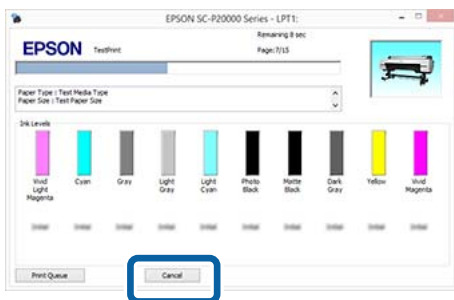 EPSON SC-P20000 Series - LPT1:
EPSON
TestPrint
Remaining 8 sec
Page: 7/15
Paper Type : Test Media Type
Paper Size : Test Paper Size
Ink Levels
Vivid Light Magenta
Cyan
Gray
Light Gray
Light Cyan
Photo Black
Matte Black
Dark Gray
Yellow
Vivid Magenta
Print Queue
Cancel